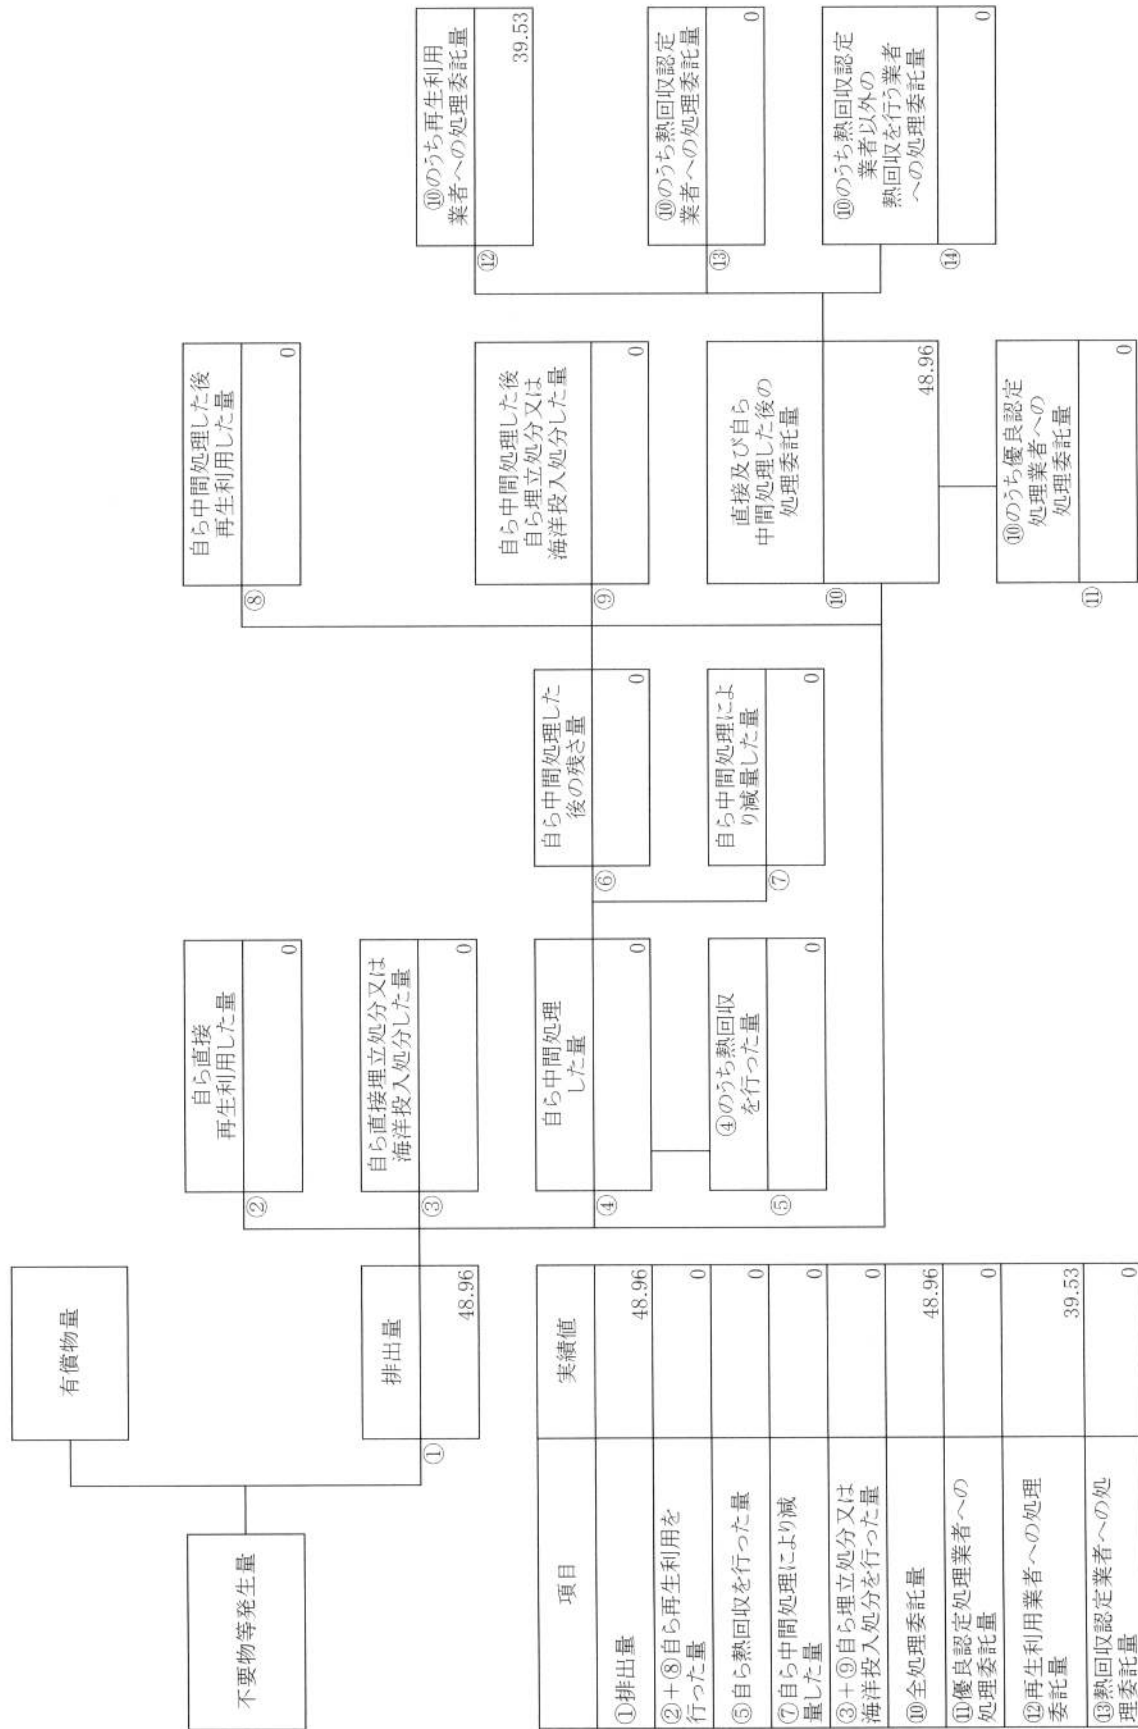 不要物等発生量
有償物量
排出量
①
48.96
自ら直接
再生利用した量
②
0
自ら直接埋立処分又は
海洋投入処分した量
③
0
自ら中間処理
した量
④
0
④のうち熱回収
を行った量
⑤
0
自ら中間処理した
後の残さ量
⑥
0
自ら中間処理によ
り減量した量
⑦
0
自ら中間処理した後
再生利用した量
⑧
0
自ら中間処理した後
自ら埋立処分又は
海洋投入処分した量
⑨
0
直接及び自ら
中間処理した後の
処理委託量
⑩
48.96
⑩のうち優良認定
処理業者への
処理委託量
⑪
0
⑩のうち再生利用
業者への処理委託量
⑫
39.53
⑩のうち熱回収認定
業者への処理委託量
⑬
0
⑩のうち熱回収認定
業者以外の
熱回収を行う業者
への処理委託量
⑭
0
項目 実績値
①排出量 48.96
②+⑧自ら再生利用を
行った量 0
⑤自ら熱回収を行った量 0
⑦自ら中間処理により減
量した量 0
③+⑨自ら埋立処分又は
海洋投入処分を行った量 0
⑩全処理委託量 48.96
⑪優良認定処理業者への
処理委託量 0
⑫再生利用業者への処理
委託量 39.53
⑬熱回収認定業者への処
理委託量 0